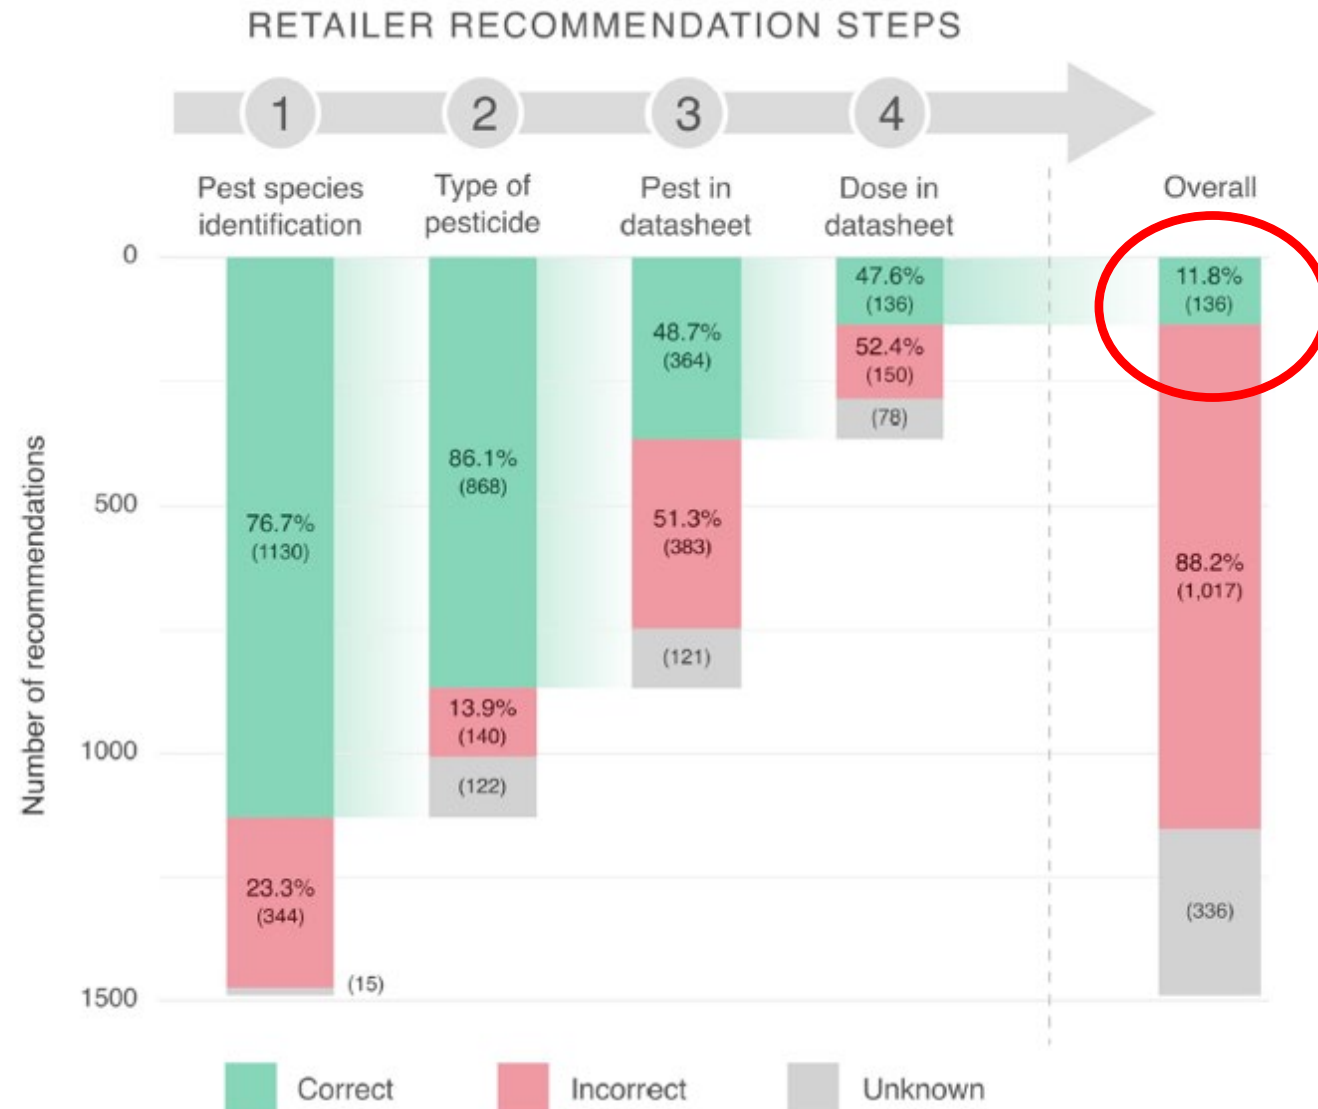 RETAILER RECOMMENDATION STEPS
1
2
3
4
Pest species
identification
Type of
pesticide
Pest in
datasheet
Dose in
datasheet
Overall
Number of recommendations
0
500
1000
1500
76.7%
(1130)
23.3%
(344)
(15)
86.1%
(868)
13.9%
(140)
(122)
48.7%
(364)
51.3%
(383)
(121)
47.6%
(136)
52.4%
(150)
(78)
11.8%
(136)
88.2%
(1,017)
(336)
Correct
Incorrect
Unknown